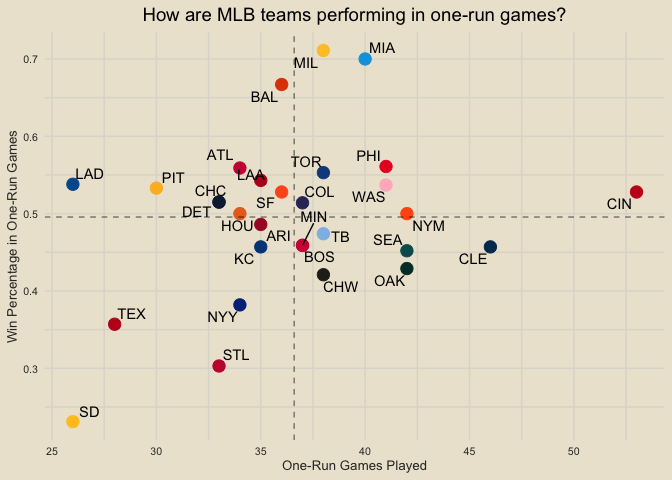 How are MLB teams performing in one-run games?
Win Percentage in One-Run Games
0.7
0.6
0.5
0.4
0.3
MIA
MIL
BAL
ATL
TOR
PHI
LAD
PIT
LAA
CHC
SF
COL
WAS
CIN
DET
HOU
MIN
NYM
ARI
TB
SEA
KC
BOS
CLE
OAK
CHW
TEX
NYY
STL
SD
25
30
35
40
45
50
One-Run Games Played